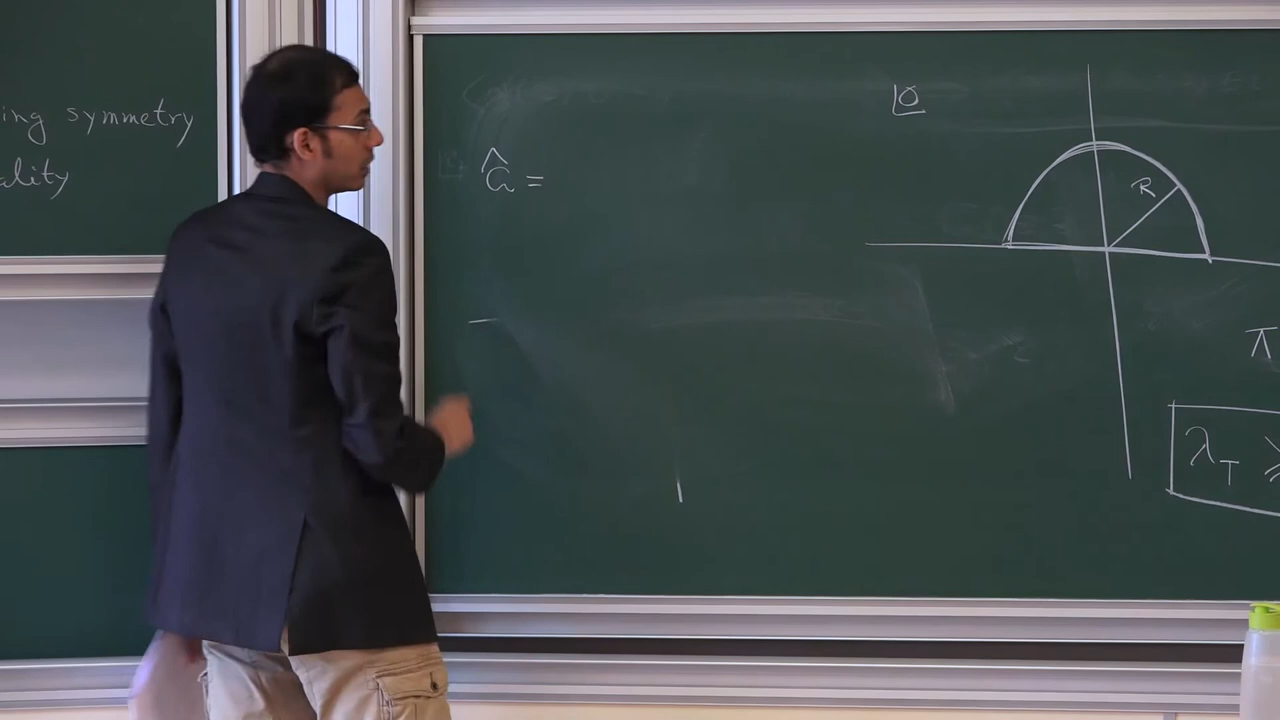 ing symmetry
ality
â =
σ
R
π
λ_T ≥